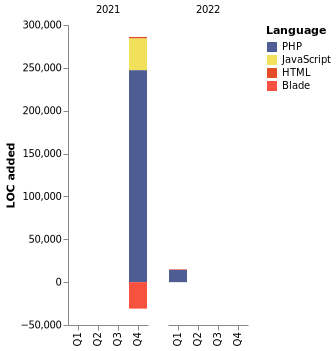 2021 2022
Language
PHP
JavaScript
HTML
Blade
LOC added
300,000
250,000
200,000
150,000
100,000
50,000
0
−50,000
Q1 Q2 Q3 Q4 Q1 Q2 Q3 Q4